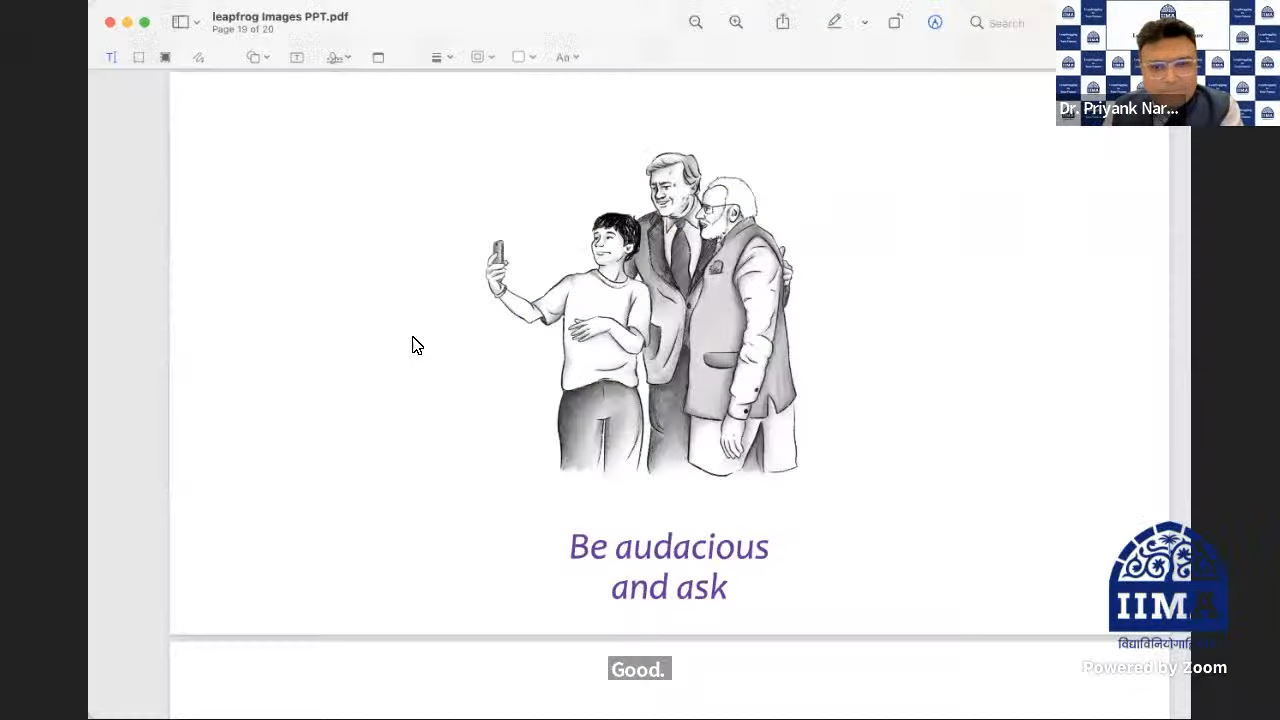 leapfrog Images PPT.pdf
Page 19 of 20
Search
Aa
Dr. Priyank Nar...
Be audacious
and ask
IIMA
Good.
Powered by Zoom